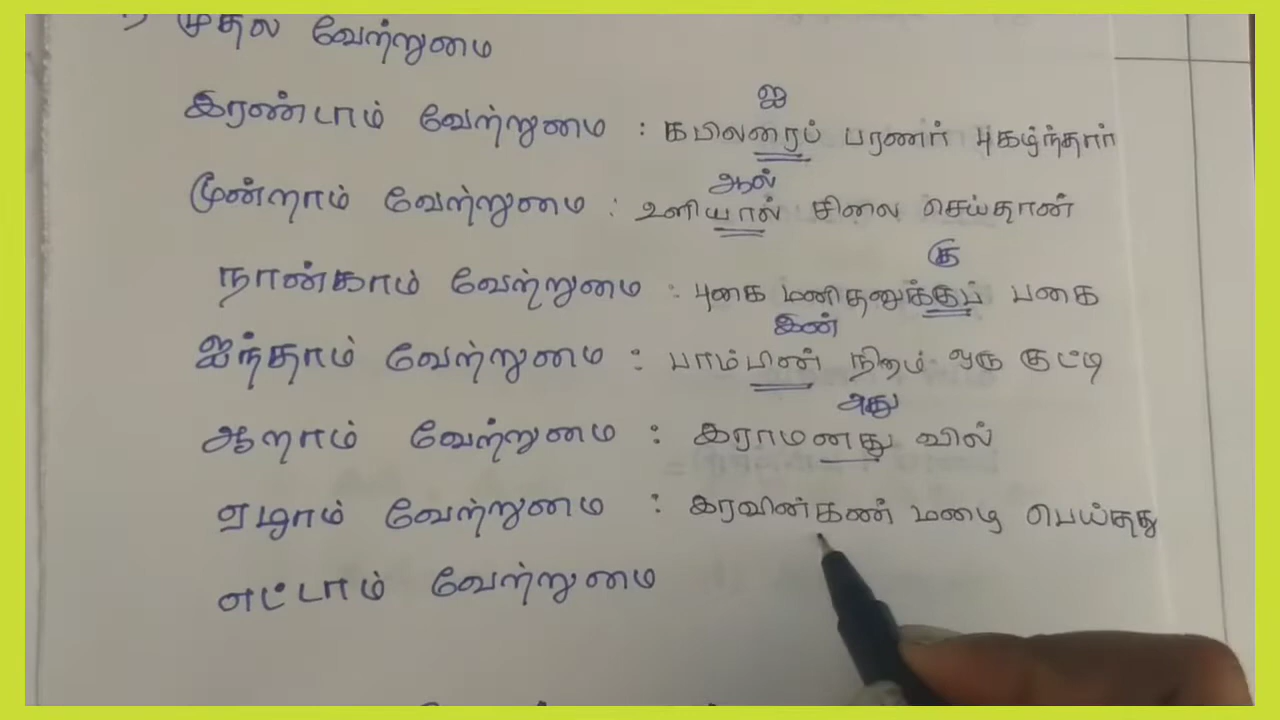 முதல் வேற்றுமை
இரண்டாம் வேற்றுமை : கபிலரைப் பரணர் புகழ்ந்தார்
ஐ
மூன்றாம் வேற்றுமை : உளியால் சிலை செய்தான்
ஆல்
நான்காம் வேற்றுமை : புகை மனிதனுக்குப் பகை
கு
ஐந்தாம் வேற்றுமை : பாம்பின் நிறம் ஒரு குட்டி
இன்
ஆறாம் வேற்றுமை : இராமனது வில்
அது
ஏழாம் வேற்றுமை : இரவின்கண் மழை பெய்தது
எட்டாம் வேற்றுமை